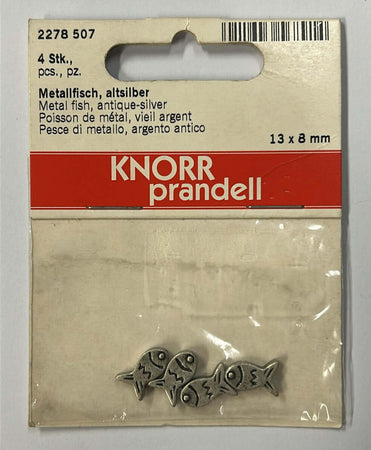 2278 507
4 Stk.,
pcs., pz.
Metallfisch, altsilber
Metal fish, antique-silver
Poisson de métal, vieil argent
Pesce di metallo, argento antico
13 x 8 mm
KNORR
prandell